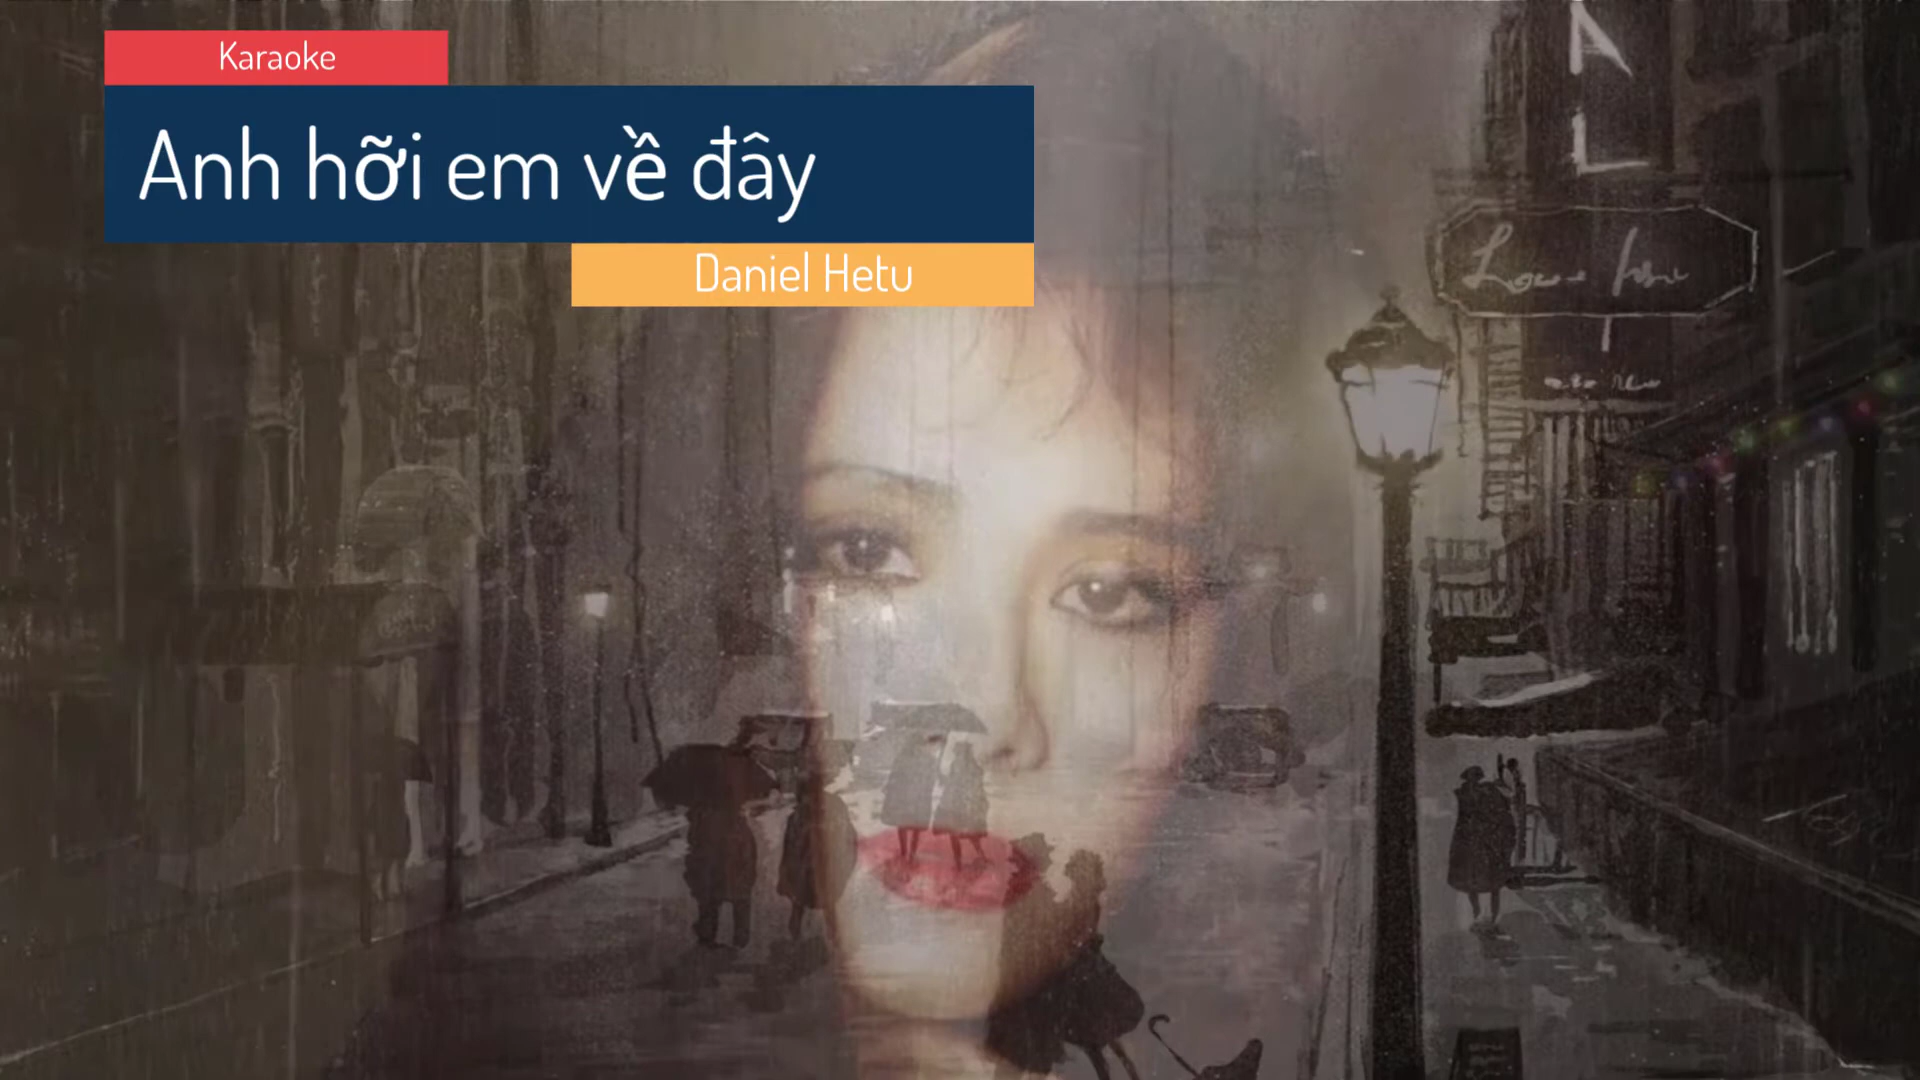 Karaoke
Anh hỡi em về đây
Daniel Hetu
A
L